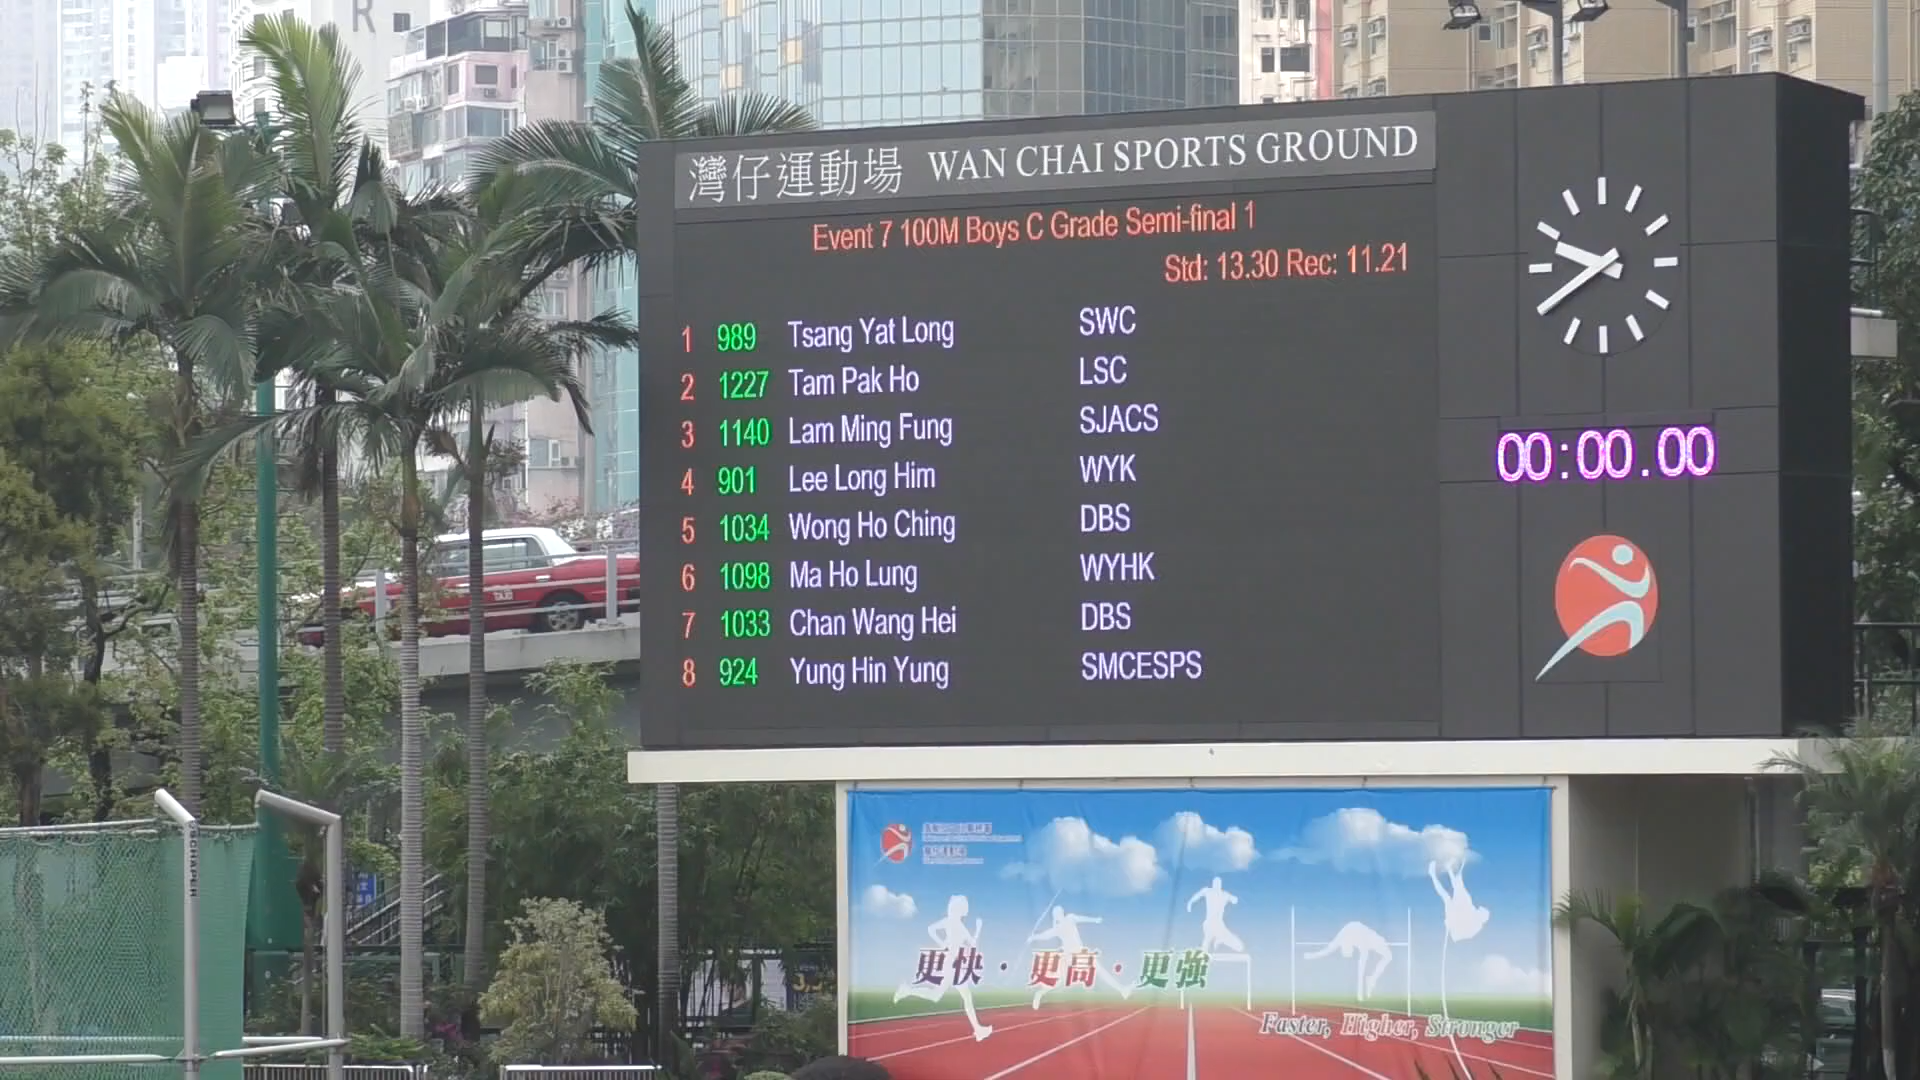 R
灣仔運動場 WAN CHAI SPORTS GROUND
Event 7 100M Boys C Grade Semi-final 1
Std: 13.30 Rec: 11.21
1 989 Tsang Yat Long SWC
2 1227 Tam Pak Ho LSC
3 1140 Lam Ming Fung SJACS
4 901 Lee Long Him WYK
5 1034 Wong Ho Ching DBS
6 1098 Ma Ho Lung WYHK
7 1033 Chan Wang Hei DBS
8 924 Yung Hin Yung SMCESPS
00:00.00
TAXI
SCHAPER
更快·更高·更強
Faster, Higher, Stronger